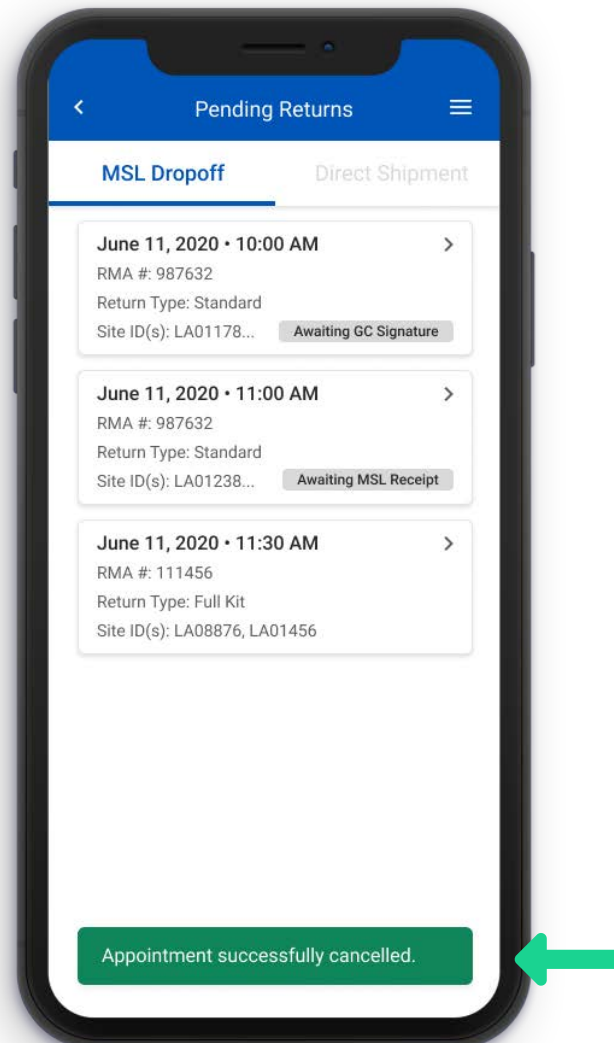 Pending Returns
MSL Dropoff
Direct Shipment
June 11, 2020 • 10:00 AM
RMA #: 987632
Return Type: Standard
Site ID(s): LA01178...
Awaiting GC Signature
June 11, 2020 • 11:00 AM
RMA #: 987632
Return Type: Standard
Site ID(s): LA01238...
Awaiting MSL Receipt
June 11, 2020 • 11:30 AM
RMA #: 111456
Return Type: Full Kit
Site ID(s): LA08876, LA01456
Appointment successfully cancelled.